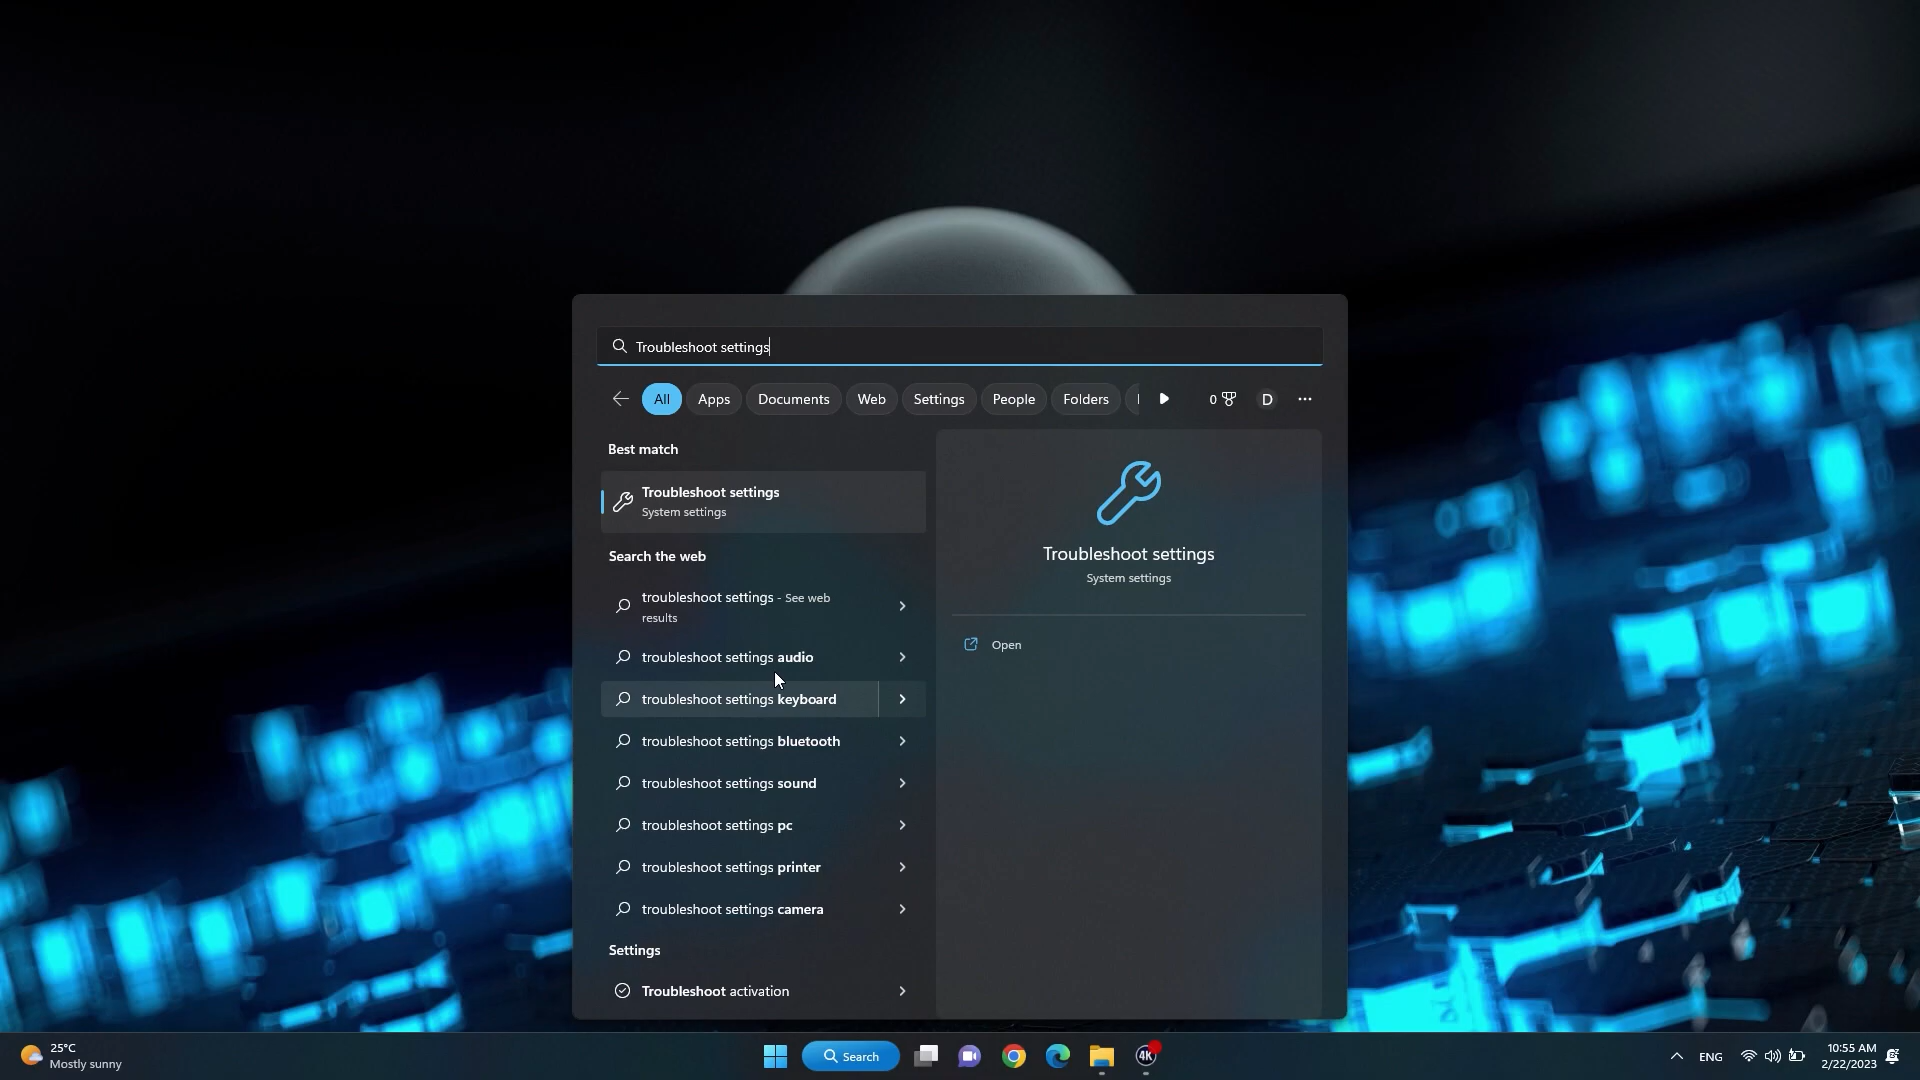 Troubleshoot settings
All
Apps
Documents
Web
Settings
People
Folders
0
D
Best match
Troubleshoot settings
System settings
Search the web
troubleshoot settings - See web
results
troubleshoot settings audio
troubleshoot settings keyboard
troubleshoot settings bluetooth
troubleshoot settings sound
troubleshoot settings pc
troubleshoot settings printer
troubleshoot settings camera
Settings
Troubleshoot activation
Troubleshoot settings
System settings
Open
25°C
Mostly sunny
Search
4K
ENG
10:55 AM
2/22/2023